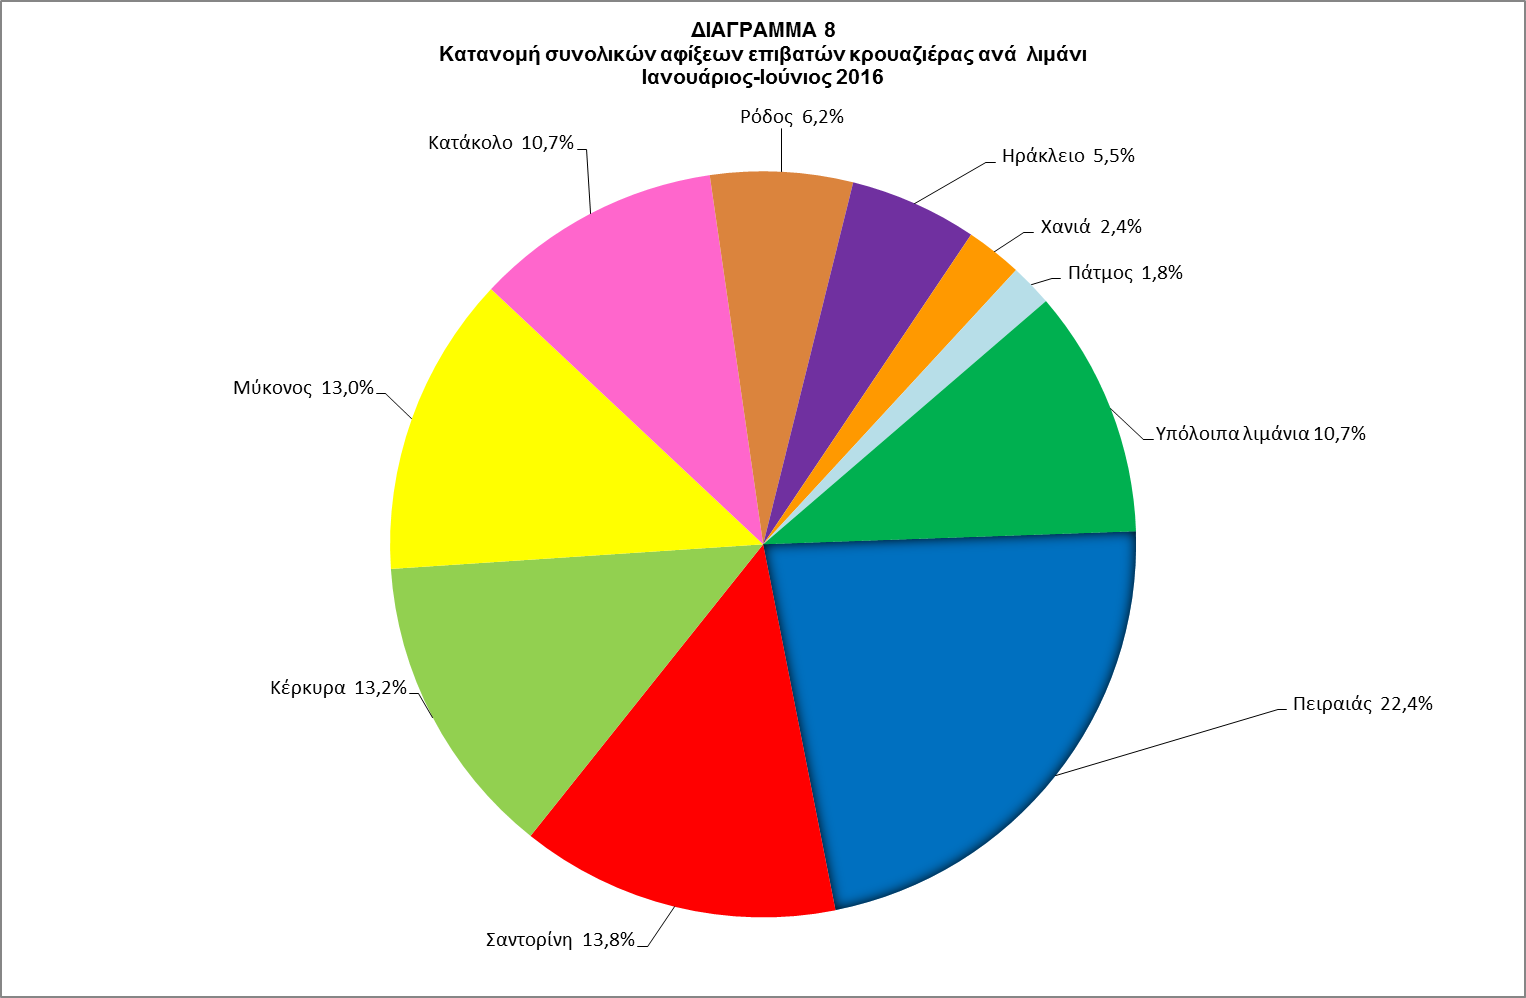 ΔΙΑΓΡΑΜΜΑ 8
Κατανομή συνολικών αφίξεων επιβατών κρουαζιέρας ανά λιμάνι
Ιανουάριος-Ιούνιος 2016
Ρόδος 6,2%
Κατάκολο 10,7%
Ηράκλειο 5,5%
Χανιά 2,4%
Πάτμος 1,8%
Μύκονος 13,0%
Υπόλοιπα λιμάνια 10,7%
Κέρκυρα 13,2%
Πειραιάς 22,4%
Σαντορίνη 13,8%